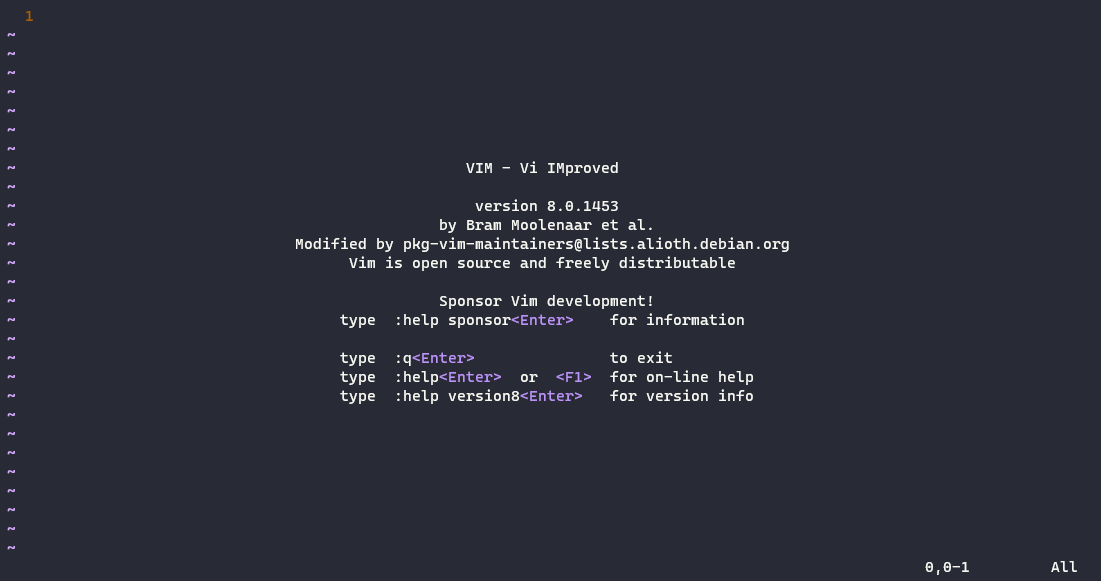 1
~
~
~
~
~
~
~
~ VIM - Vi IMproved
~
~ version 8.0.1453
~ by Bram Moolenaar et al.
~ Modified by pkg-vim-maintainers@lists.alioth.debian.org
~ Vim is open source and freely distributable
~
~ Sponsor Vim development!
~ type :help sponsor<Enter> for information
~
~ type :q<Enter> to exit
~ type :help<Enter> or <F1> for on-line help
~ type :help version8<Enter> for version info
~
~
~
~
~
~
~
~
0,0-1 All